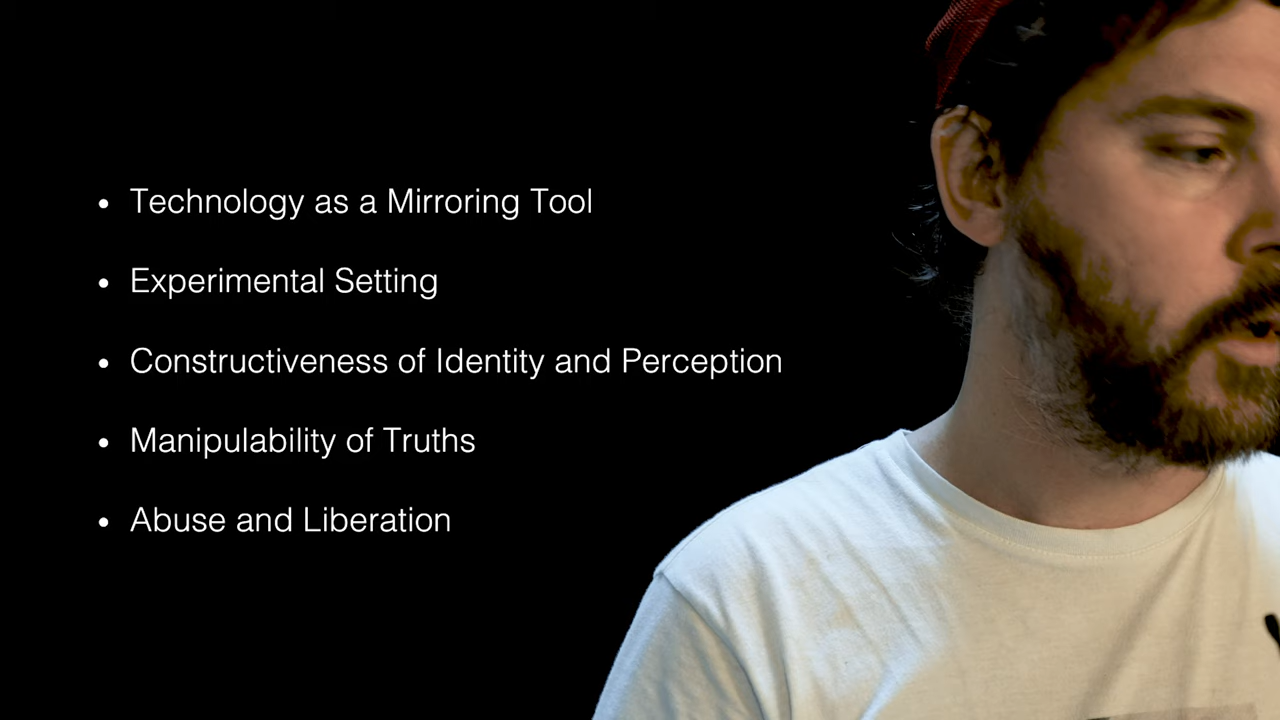 • Technology as a Mirroring Tool
• Experimental Setting
• Constructiveness of Identity and Perception
• Manipulability of Truths
• Abuse and Liberation